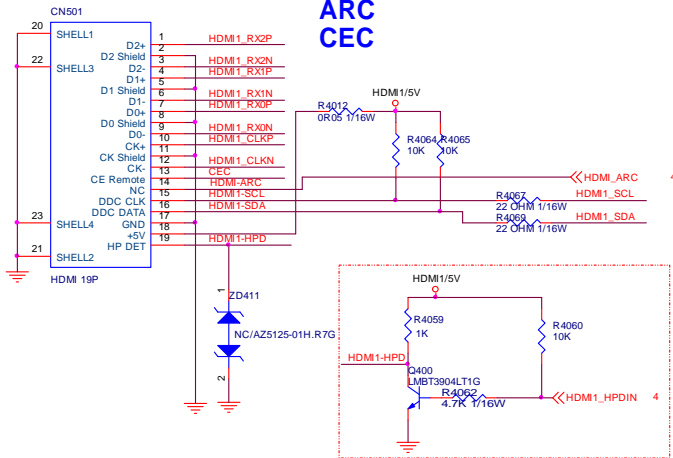 ARC
CEC
CN501
20
SHELL1
22
SHELL3
23
SHELL4
21
SHELL2
D2+ 1 HDMI1_RX2P
D2 Shield 2
D2- 3 HDMI1_RX2N
D1+ 4 HDMI1_RX1P
D1 Shield 5
D1- 6 HDMI1_RX1N
D0+ 7 HDMI1_RX0P
D0 Shield 8
D0- 9 HDMI1_RX0N
CK+ 10 HDMI1_CLKP
CK Shield 11
CK- 12 HDMI1_CLKN
CE Remote 13 CEC
NC 14 HDMI-ARC
DDC CLK 15 HDMI1-SCL
DDC DATA 16 HDMI1-SDA
GND 17
+5V 18
HP DET 19 HDMI1-HPD
HDMI 19P
HDMI1/5V
R4012
0R05 1/16W
R4064
10K
R4065
10K
HDMI_ARC 4
R4067
22 OHM 1/16W
HDMI1_SCL
R4069
22 OHM 1/16W
HDMI1_SDA
1
ZD411
NC/AZ5125-01H.R7G
2
HDMI1/5V
R4059
1K
R4060
10K
HDMI1-HPD
Q400
LMBT3904LT1G
R4062
4.7K 1/16W
HDMI1_HPDIN 4